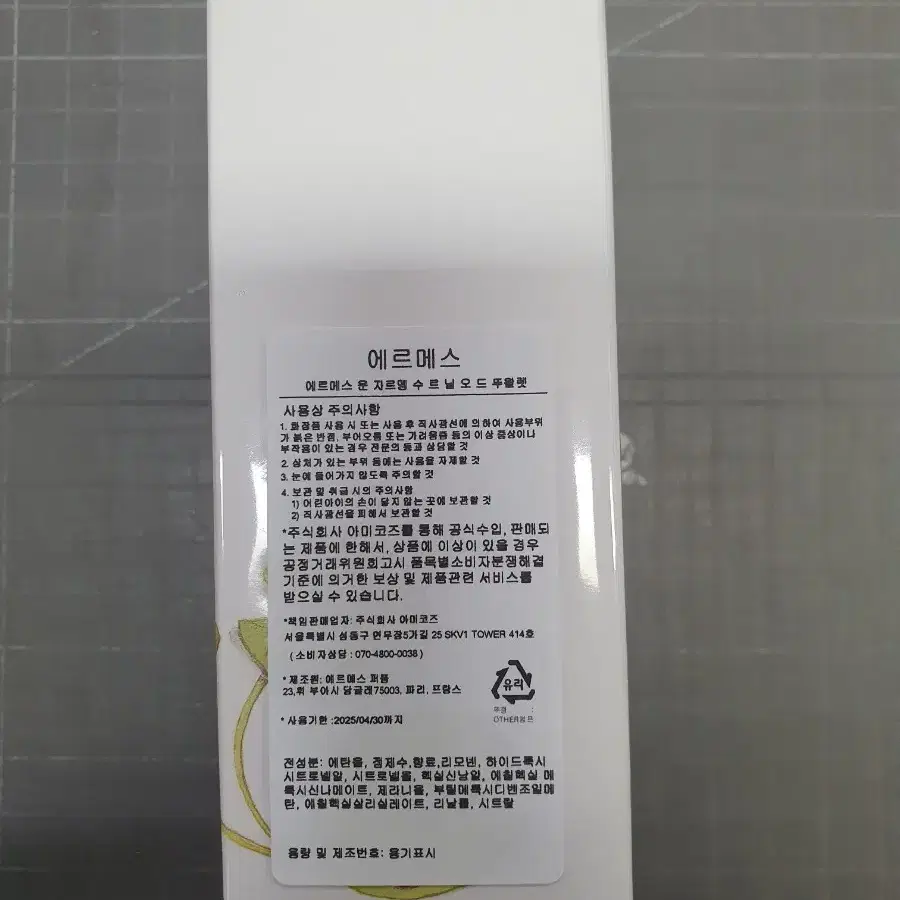 에르메스
에르메스 운 자르뎅 수 르 닐 오 드 뚜왈렛
사용상 주의사항
1. 화장품 사용 시 또는 사용 후 직사광선에 의하여 사용부위
가 붉은 반점, 부어오름 또는 가려움증 등의 이상 증상이나
부작용이 있는 경우 전문의 등과 상담할 것
2. 상처가 있는 부위 등에는 사용을 자제할 것
3. 눈에 들어가지 않도록 주의할 것
4. 보관 및 취급 시의 주의사항
1) 어린아이의 손이 닿지 않는 곳에 보관할 것
2) 직사광선을 피해서 보관할 것
*주식회사 아미코즈를 통해 공식수입, 판매되
는 제품에 한해서, 상품에 이상이 있을 경우
공정거래위원회고시 품목별소비자분쟁해결
기준에 의거한 보상 및 제품관련 서비스를
받으실 수 있습니다.
*책임판매업자: 주식회사 아미코즈
서울특별시 성동구 연무장5가길 25 SKV1 TOWER 414호
( 소비자상담 : 070-4800-0038 )
* 제조원: 에르메스 퍼퓸
23,뤼 부아시 당글레75003, 파리, 프랑스
유리
뚜껑 :
OTHER
* 사용기한 :2025/04/30까지
전성분: 에탄올, 정제수,향료,리모넨, 하이드록시
시트로넬알, 시트로넬올, 헥실신남알, 에칠헥실 메
톡시신나메이트, 제라니올, 부틸메톡시디벤조일메
탄, 에칠헥실살리실레이트, 리날룰, 시트랄
용량 및 제조번호: 용기표시